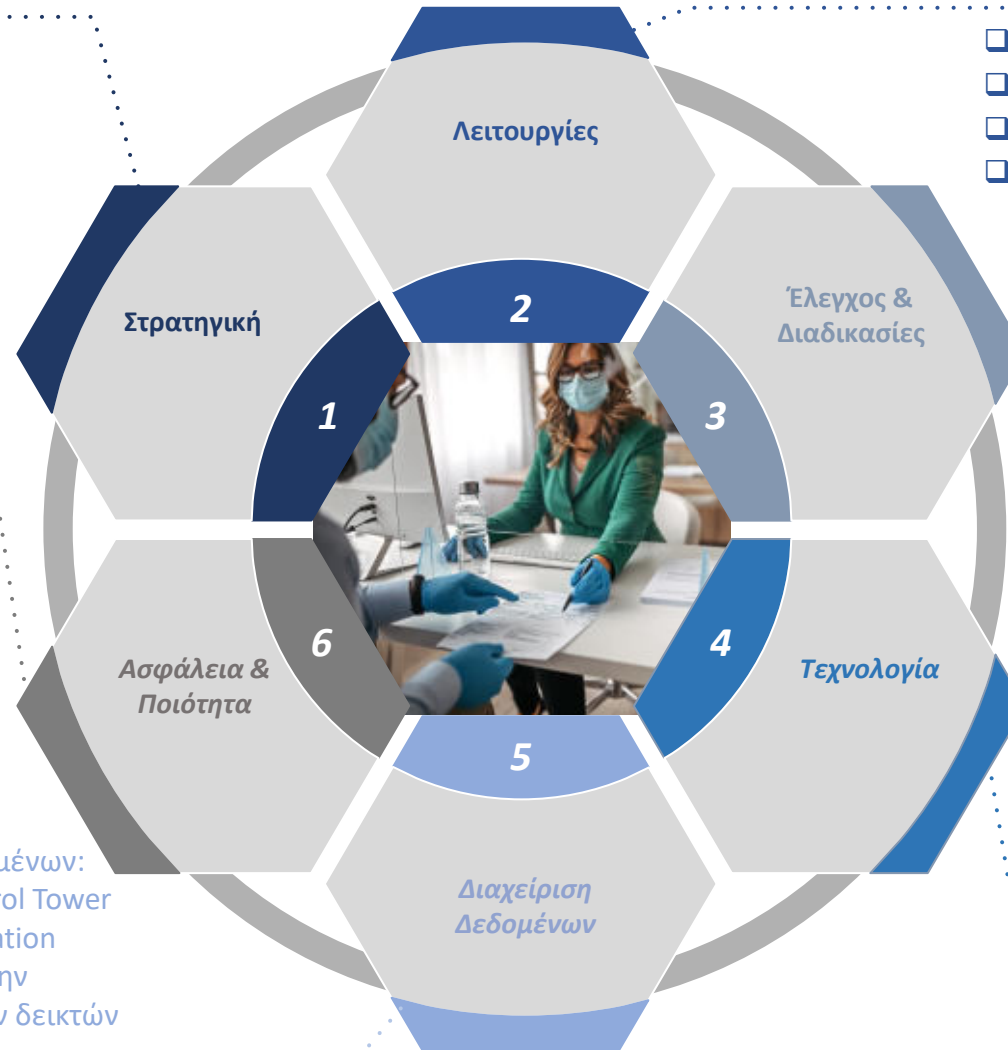 Λειτουργίες
Στρατηγική
Έλεγχος &
Διαδικασίες
2
1
3
6
4
5
Ασφάλεια &
Ποιότητα
Τεχνολογία
Διαχείριση
Δεδομένων
μένων:
rol Tower
ation
ην
ν δεικτών